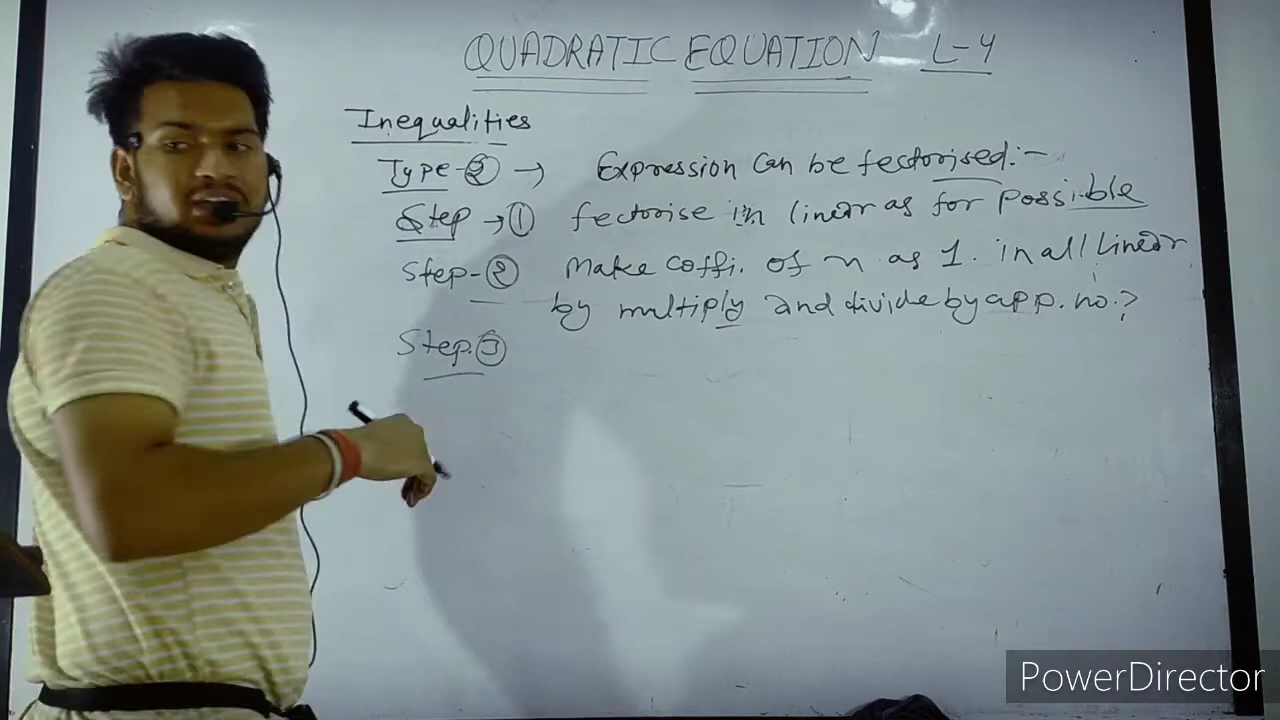 QUADRATIC EQUATION L-4
Inequalities
Type-② → Expression can be fectorised:-
Step → ① fectorise in linear as for possible
Step-② Make coffi. of x as 1. in all linear
by multiply and divide by app. no.?
Step.③
PowerDirector